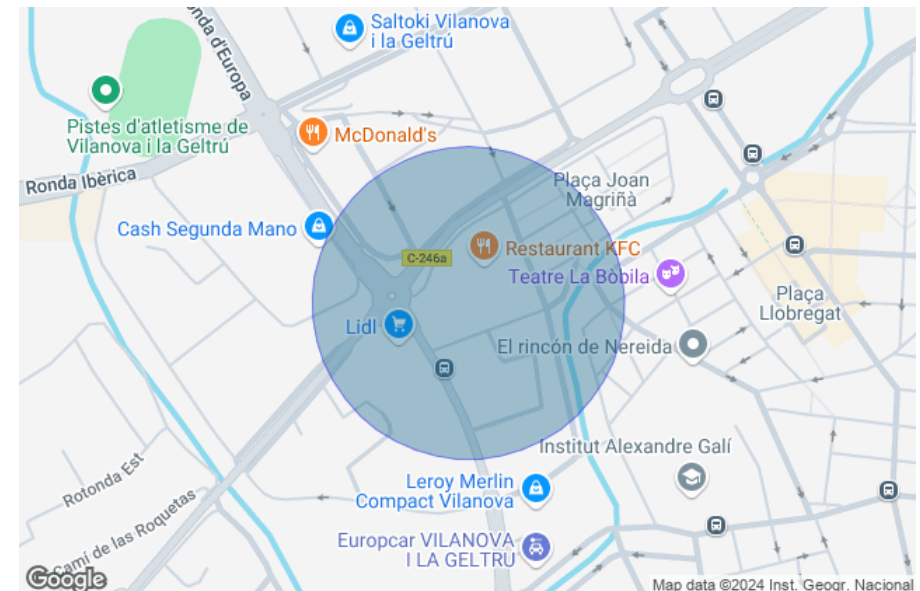 Saltoki Vilanova
i la Geltrú
nda d'Europa
Pistes d'atletisme de
Vilanova i la Geltrú
McDonald's
Ronda Ibèrica
Plaça Joan
Magriñà
Cash Segunda Mano
C-246a
Restaurant KFC
Teatre La Bòbila
Plaça
Llobregat
Lidl
El rincón de Nereida
Institut Alexandre Galí
Rotonda Est
Leroy Merlin
Compact Vilanova
Camí de las Roquetas
Europcar VILANOVA
I LA GELTRU
Google
Map data ©2024 Inst. Geogr. Nacional